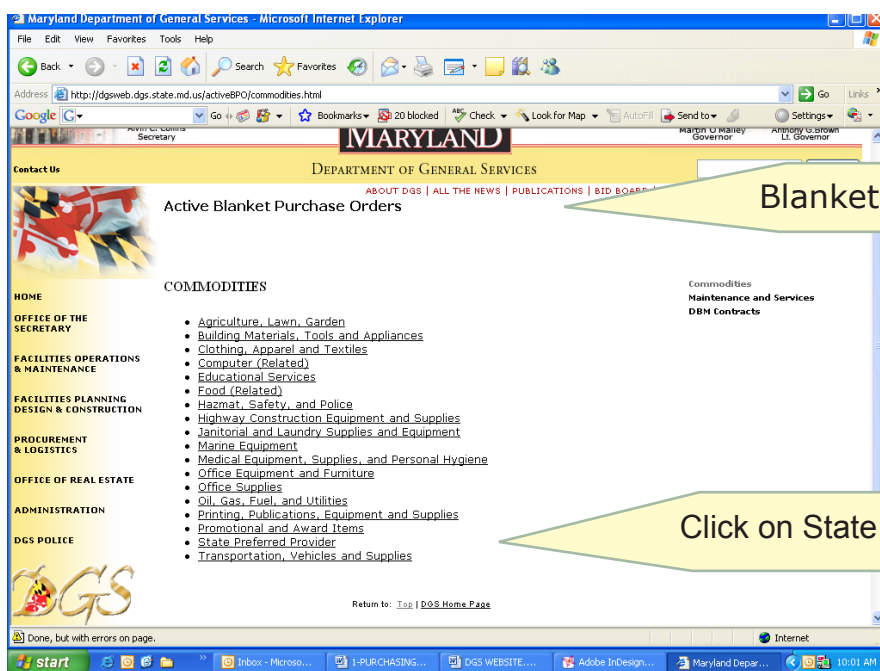 Maryland Department of General Services - Microsoft Internet Explorer
File Edit View Favorites Tools Help
Back Search Favorites
Address http://dgsweb.dgs.state.md.us/activeBPO/commodities.html Go Links
Google G Go Bookmarks 20 blocked Check Look for Map AutoFill Send to Settings
Secretary
MARYLAND
Martin O'Malley Anthony G.Brown
Governor Lt. Governor
Contact Us
DEPARTMENT OF GENERAL SERVICES
ABOUT DGS | ALL THE NEWS | PUBLICATIONS | BID BOARD
Active Blanket Purchase Orders
Blanket
COMMODITIES
Commodities
Maintenance and Services
DBM Contracts
HOME
OFFICE OF THE
SECRETARY
FACILITIES OPERATIONS
& MAINTENANCE
FACILITIES PLANNING
DESIGN & CONSTRUCTION
PROCUREMENT
& LOGISTICS
OFFICE OF REAL ESTATE
ADMINISTRATION
DGS POLICE
DGS
• Agriculture, Lawn, Garden
• Building Materials, Tools and Appliances
• Clothing, Apparel and Textiles
• Computer (Related)
• Educational Services
• Food (Related)
• Hazmat, Safety, and Police
• Highway Construction Equipment and Supplies
• Janitorial and Laundry Supplies and Equipment
• Marine Equipment
• Medical Equipment, Supplies, and Personal Hygiene
• Office Equipment and Furniture
• Office Supplies
• Oil, Gas, Fuel, and Utilities
• Printing, Publications, Equipment and Supplies
• Promotional and Award Items
• State Preferred Provider
• Transportation, Vehicles and Supplies
Click on State
Return to: Top | DGS Home Page
Done, but with errors on page. Internet
start Inbox - Microso... 1-PURCHASING... DGS WEBSITE.... Adobe InDesign... Maryland Depar... 10:01 AM